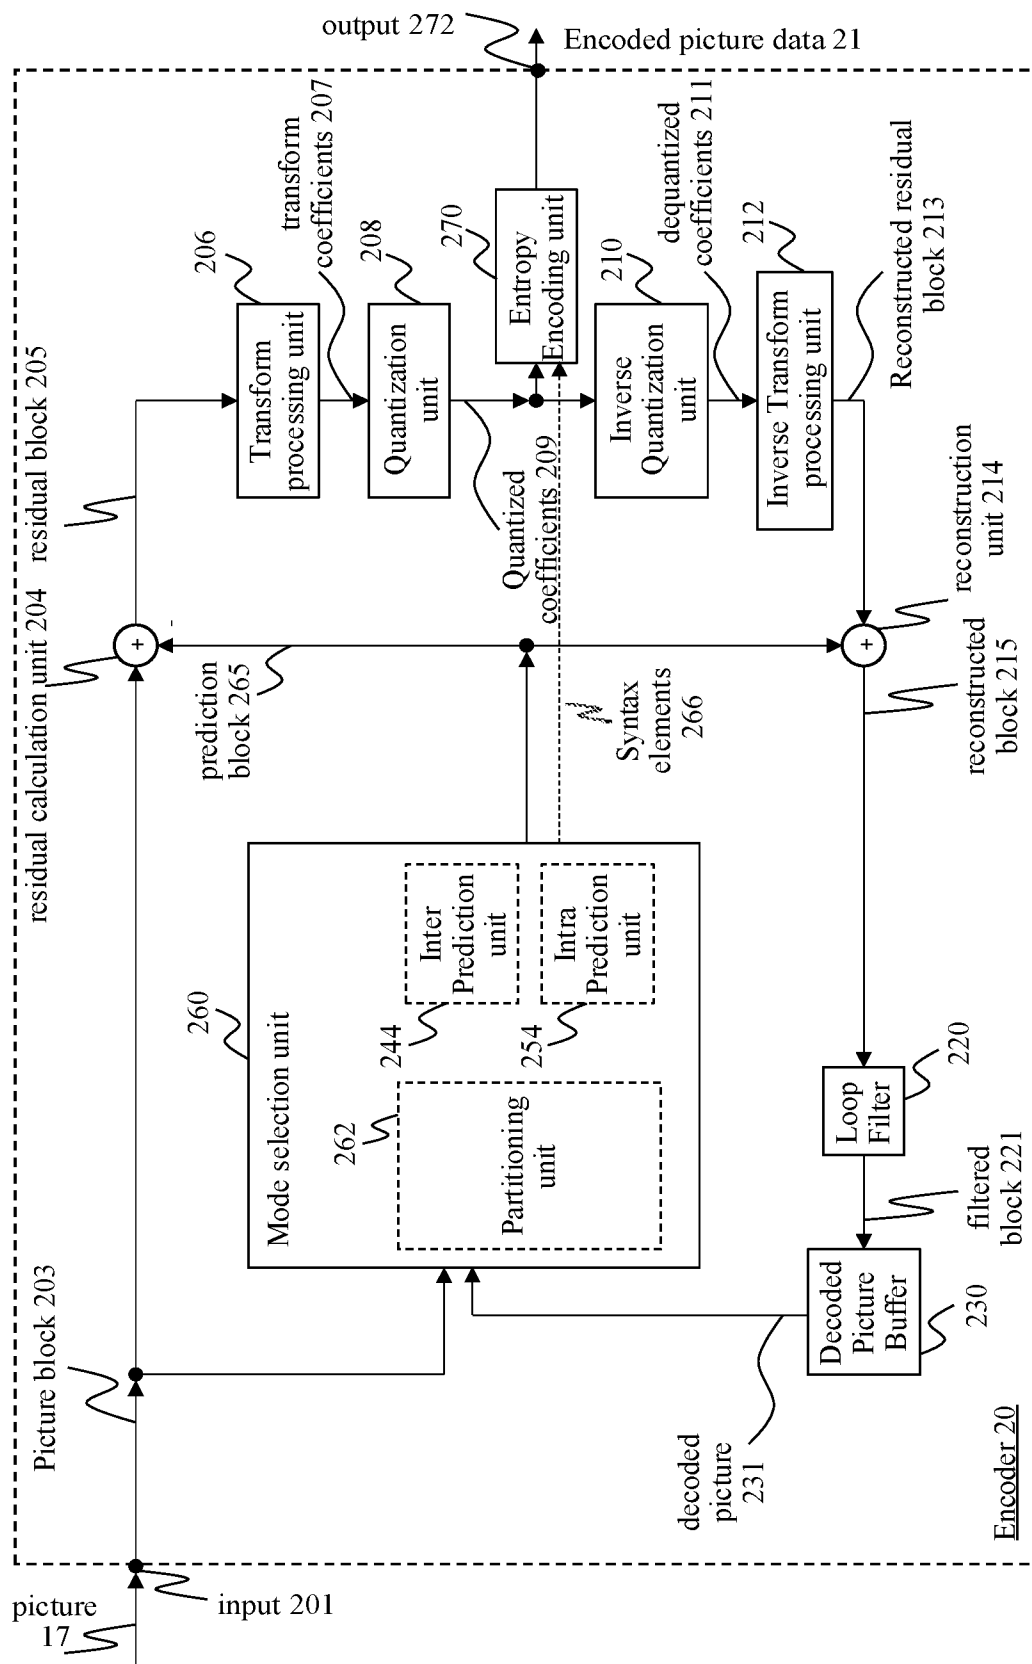 picture
17
input 201
Picture block 203
residual calculation unit 204
residual block 205
+
-
prediction
block 265
206
Transform
processing unit
transform
coefficients 207
208
Quantization
unit
Quantized
coefficients 209
270
Entropy
Encoding unit
output 272
Encoded picture data 21
210
Inverse
Quantization
unit
dequantized
coefficients 211
212
Inverse Transform
processing unit
Reconstructed residual
block 213
reconstruction
unit 214
+
reconstructed
block 215
Syntax
elements
266
260
Mode selection unit
262
Partitioning
unit
244
Inter
Prediction
unit
254
Intra
Prediction
unit
220
Loop
Filter
filtered
block 221
Decoded
Picture
Buffer
230
decoded
picture
231
Encoder 20